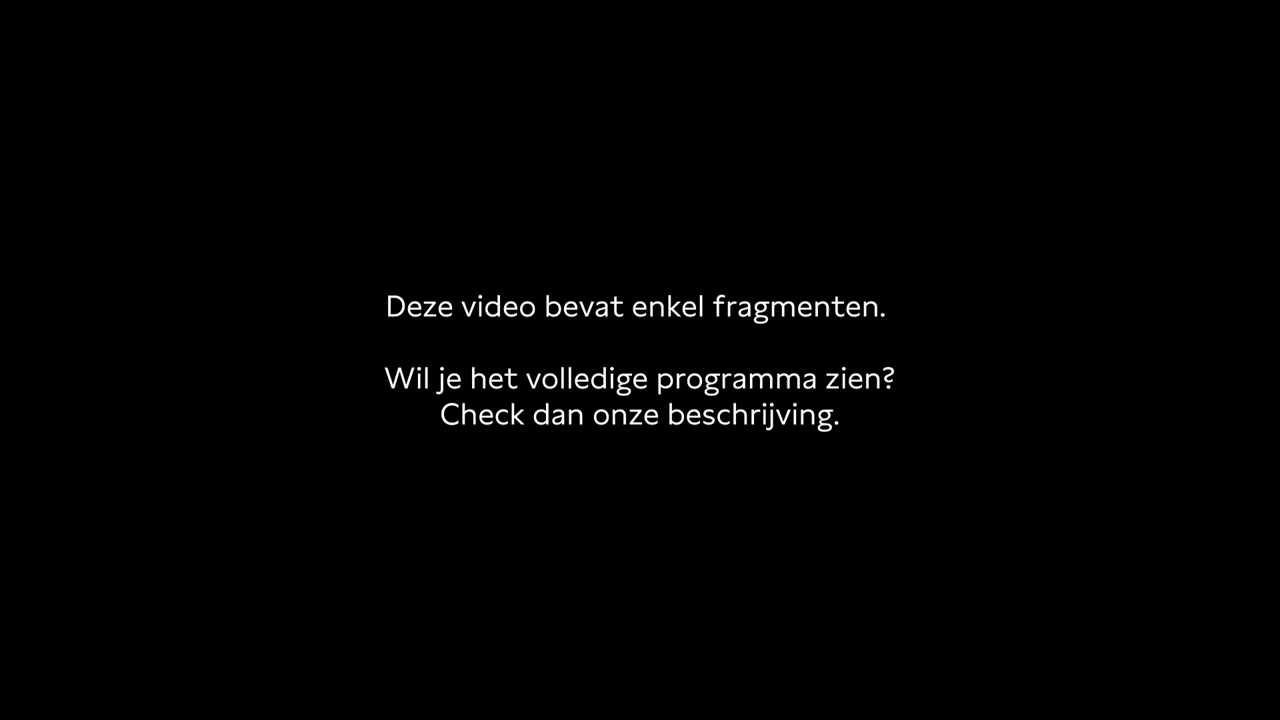 Deze video bevat enkel fragmenten.
Wil je het volledige programma zien?
Check dan onze beschrijving.